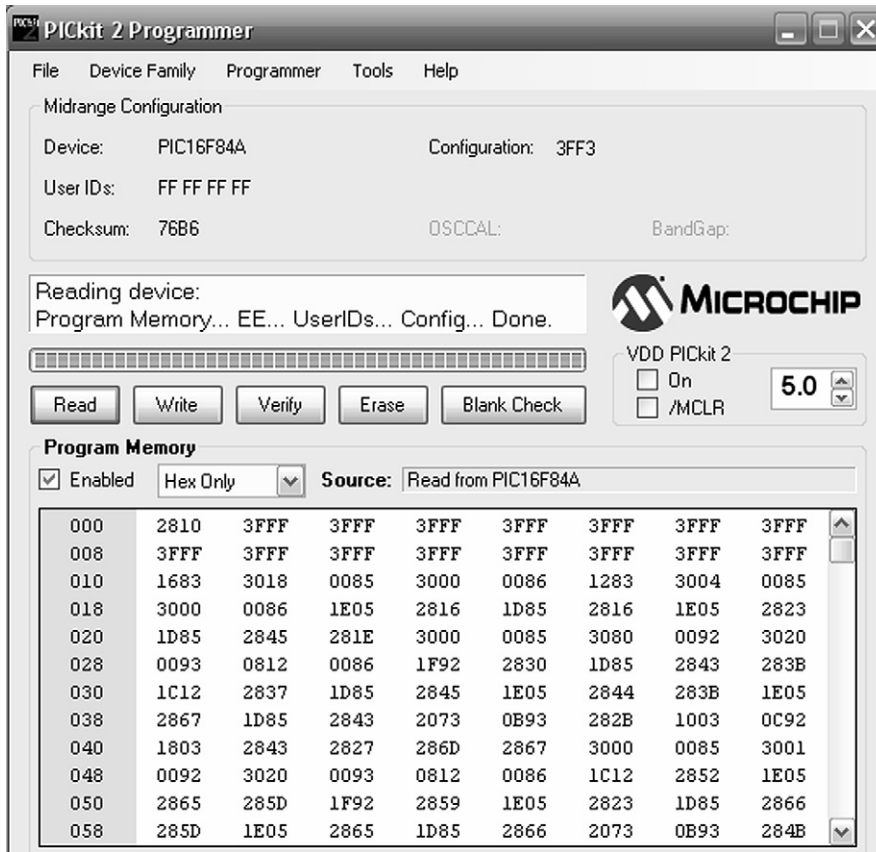 PICkit 2 Programmer
File Device Family Programmer Tools Help
Midrange Configuration
Device: PIC16F84A Configuration: 3FF3
User IDs: FF FF FF FF
Checksum: 76B6 OSCCAL: BandGap:
Reading device:
Program Memory... EE... UserIDs... Config... Done.
MICROCHIP
VDD PICkit 2
On
/MCLR
5.0
Read Write Verify Erase Blank Check
Program Memory
Enabled Hex Only Source: Read from PIC16F84A
000 2810 3FFF 3FFF 3FFF 3FFF 3FFF 3FFF 3FFF
008 3FFF 3FFF 3FFF 3FFF 3FFF 3FFF 3FFF 3FFF
010 1683 3018 0085 3000 0086 1283 3004 0085
018 3000 0086 1E05 2816 1D85 2816 1E05 2823
020 1D85 2845 281E 3000 0085 3080 0092 3020
028 0093 0812 0086 1F92 2830 1D85 2843 283B
030 1C12 2837 1D85 2845 1E05 2844 283B 1E05
038 2867 1D85 2843 2073 0B93 282B 1003 0C92
040 1803 2843 2827 286D 2867 3000 0085 3001
048 0092 3020 0093 0812 0086 1C12 2852 1E05
050 2865 285D 1F92 2859 1E05 2823 1D85 2866
058 285D 1E05 2865 1D85 2866 2073 0B93 284B